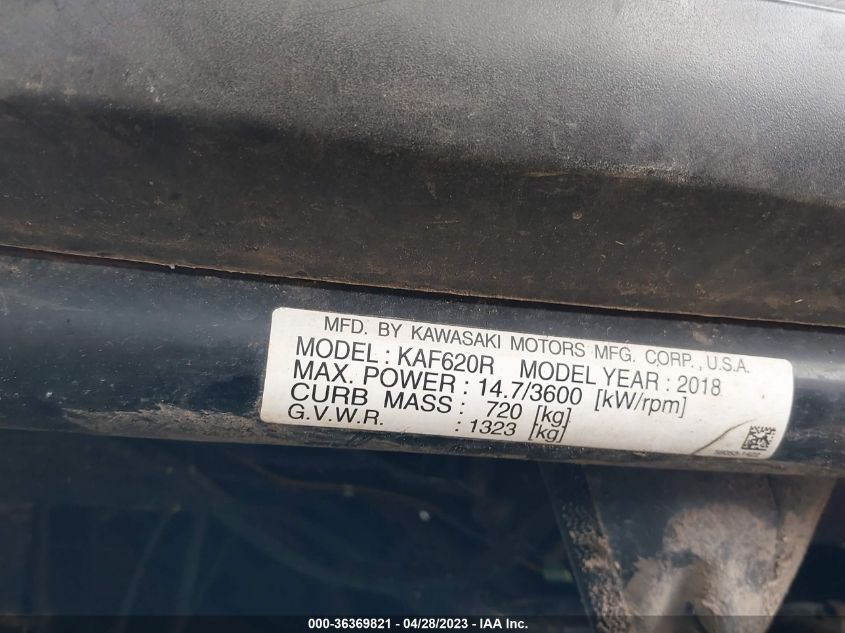 MFD. BY KAWASAKI MOTORS MFG. CORP., U.S.A.
MODEL : KAF620R MODEL YEAR : 2018
MAX. POWER : 14.7/3600 [kW/rpm]
CURB MASS : 720 [kg]
G.V.W.R. : 1323 [kg]
000-36369821 - 04/28/2023 - IAA Inc.